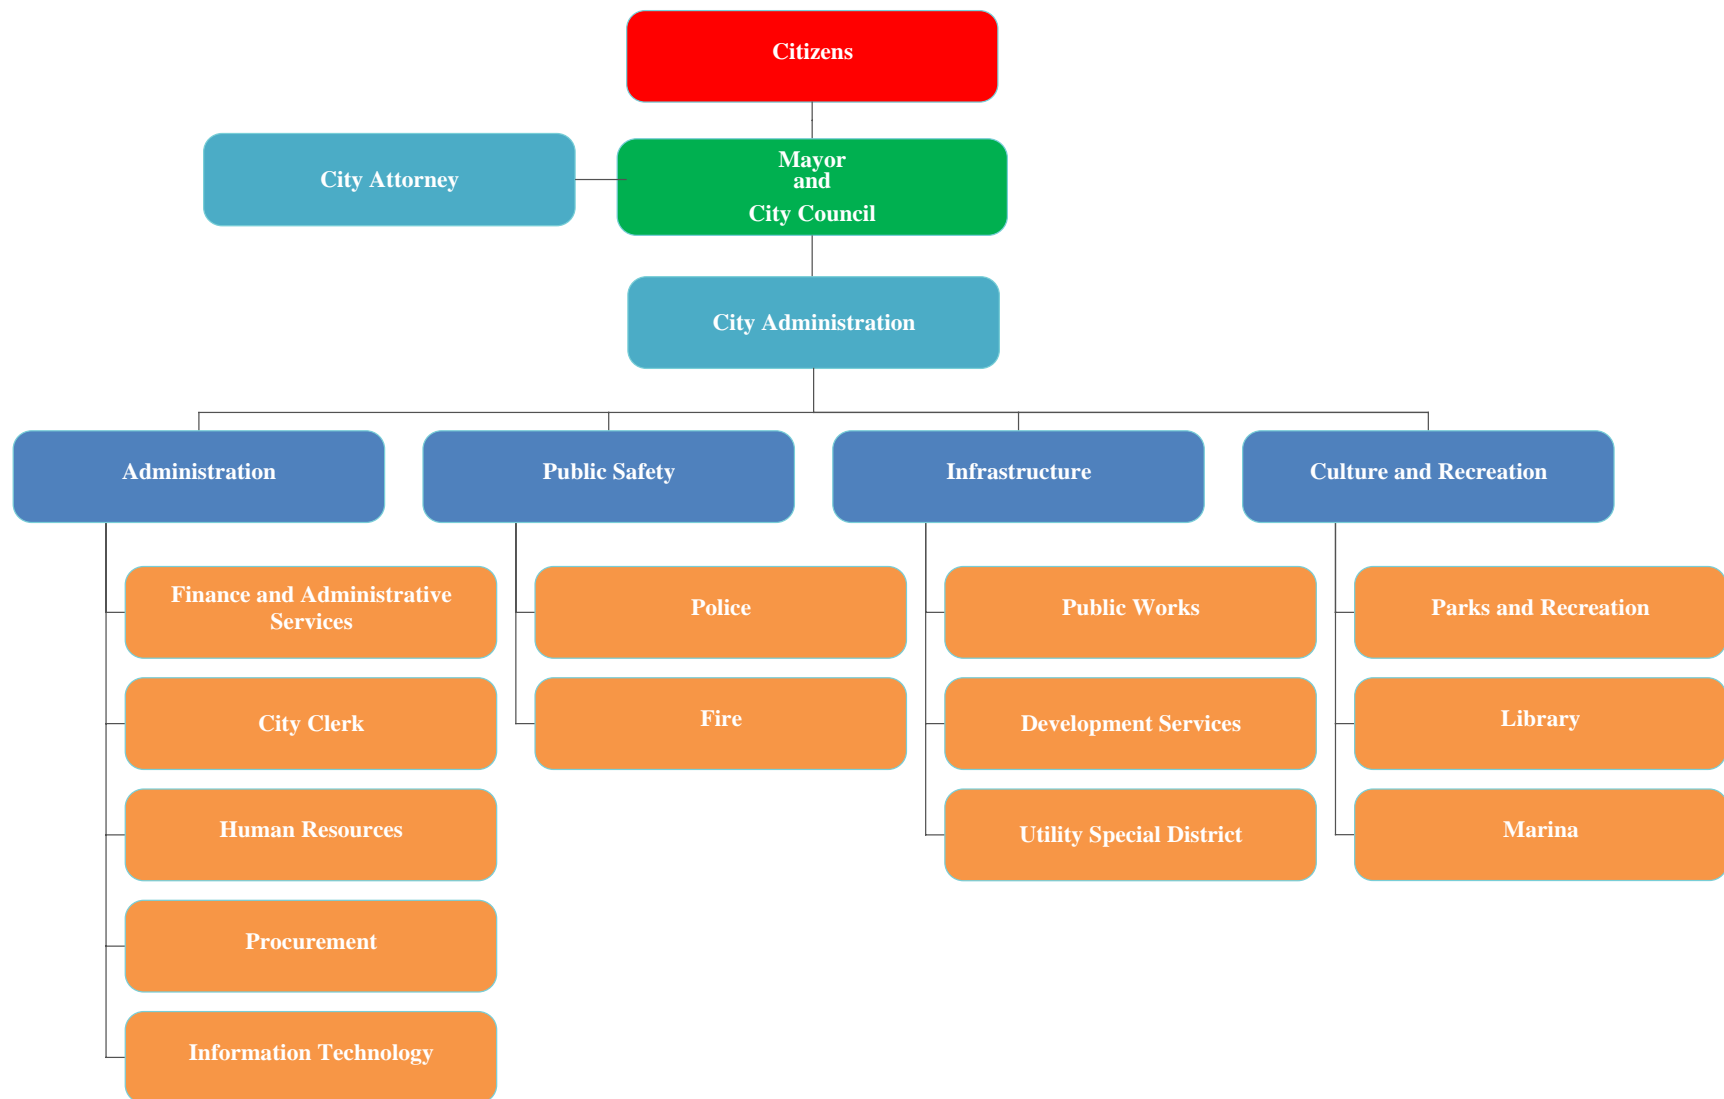 Citizens
City Attorney
Mayor
and
City Council
City Administration
Administration
Public Safety
Infrastructure
Culture and Recreation
Finance and Administrative
Services
City Clerk
Human Resources
Procurement
Information Technology
Police
Fire
Public Works
Development Services
Utility Special District
Parks and Recreation
Library
Marina